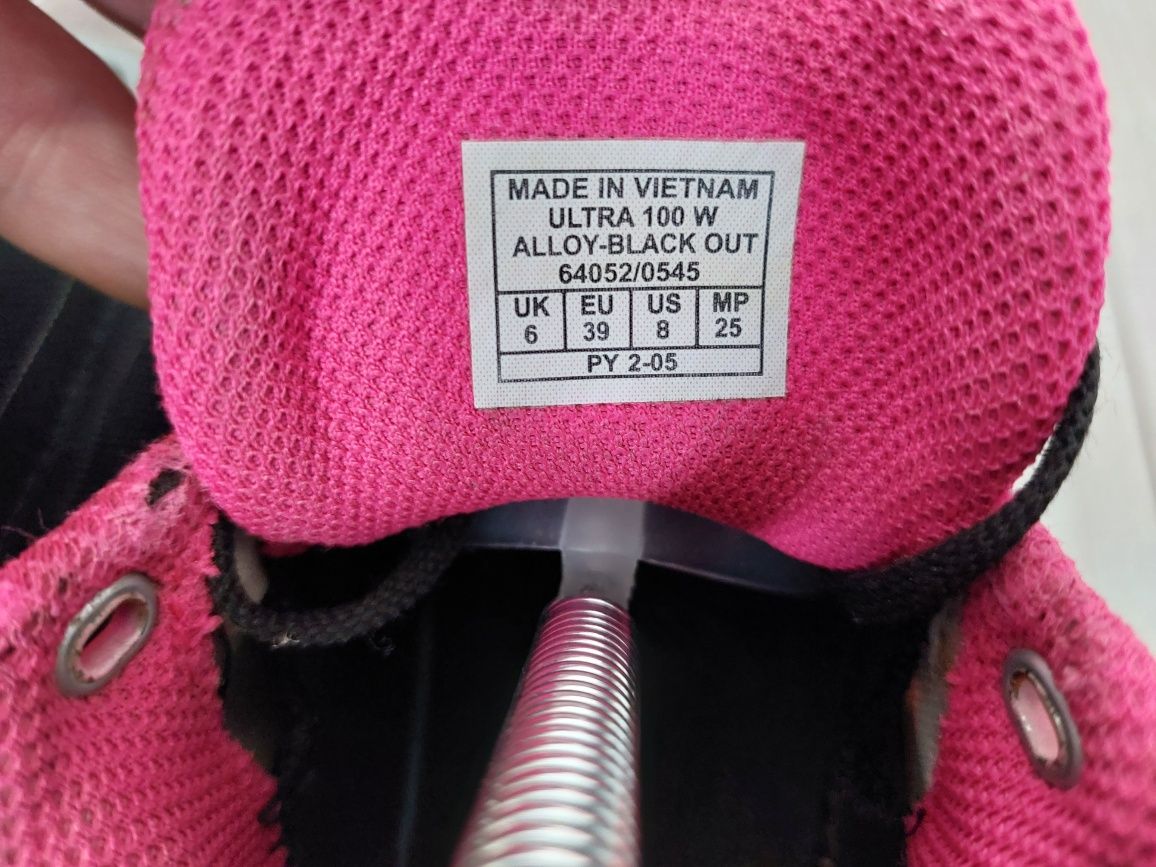 MADE IN VIETNAM
ULTRA 100 W
ALLOY-BLACK OUT
64052/0545
UK EU US MP
6 39 8 25
PY 2-05